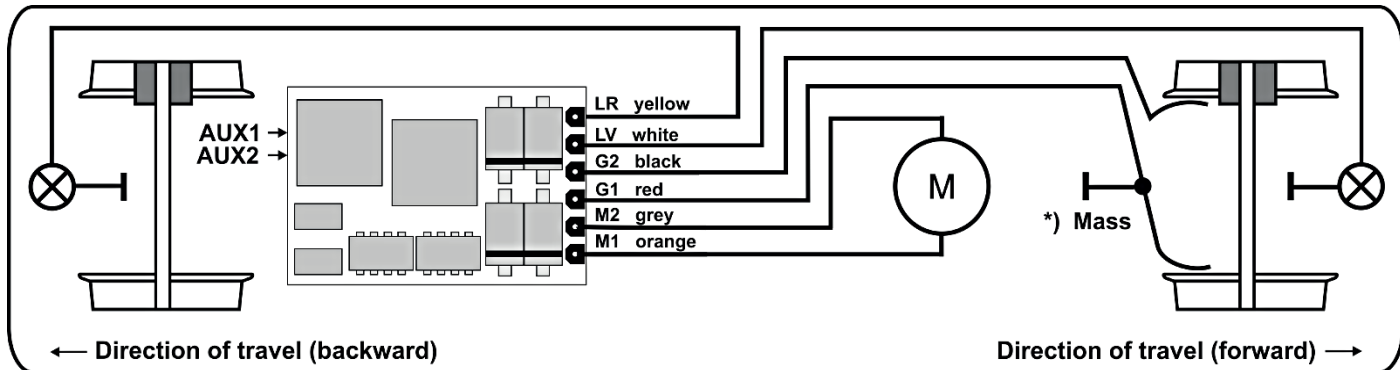 LR yellow
LV white
G2 black
G1 red
M2 grey
M1 orange
AUX1
AUX2
M
*) Mass
Direction of travel (backward)
Direction of travel (forward)